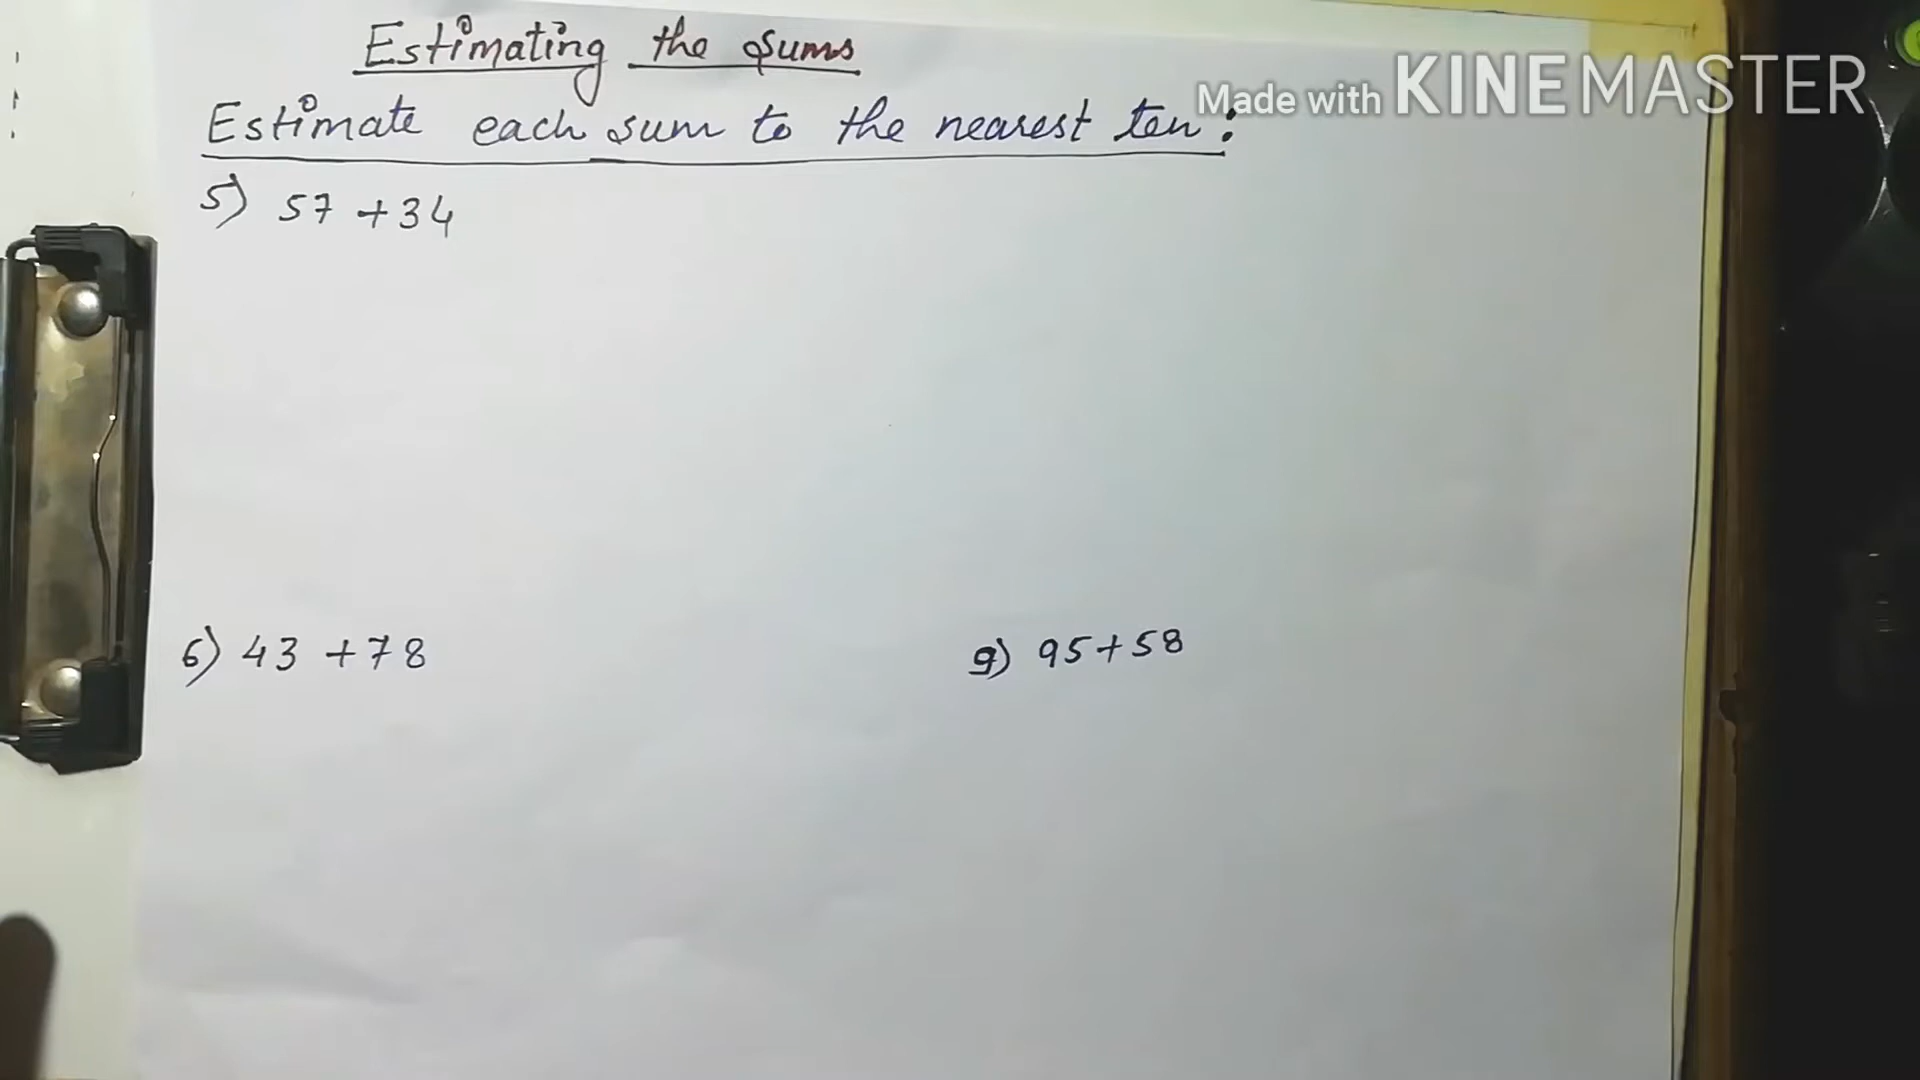 Estimating the Sums
Made with KINEMASTER
Estimate each sum to the nearest ten:
5) 57 + 34
6) 43 + 78
9) 95 + 58